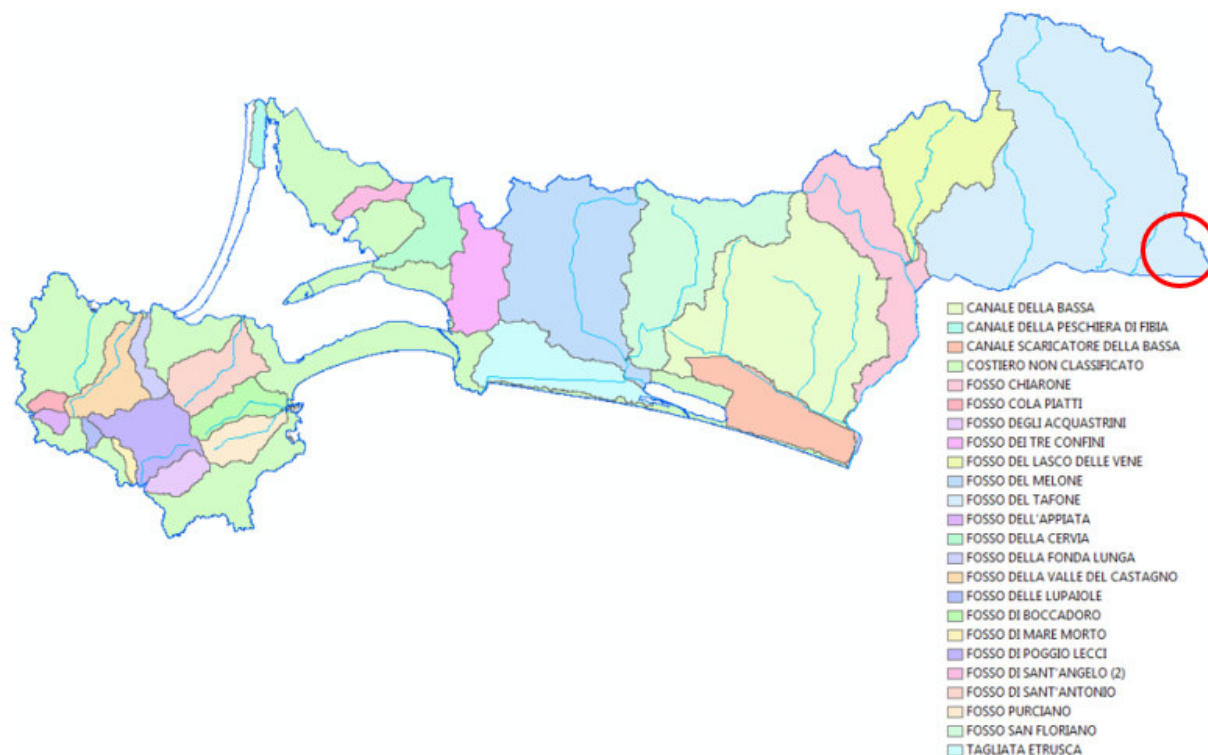 CANALE DELLA BASSA
CANALE DELLA PESCHIERA DI FIBIA
CANALE SCARICATORE DELLA BASSA
COSTIERO NON CLASSIFICATO
FOSSO CHIARONE
FOSSO COLA PIATTI
FOSSO DEGLI ACQUASTRINI
FOSSO DEI TRE CONFINI
FOSSO DEL LASCO DELLE VENE
FOSSO DEL MELONE
FOSSO DEL TAFONE
FOSSO DELL'APPIATA
FOSSO DELLA CERVIA
FOSSO DELLA FONDA LUNGA
FOSSO DELLA VALLE DEL CASTAGNO
FOSSO DELLE LUPAIOLE
FOSSO DI BOCCADORO
FOSSO DI MARE MORTO
FOSSO DI POGGIO LECCI
FOSSO DI SANT'ANGELO (2)
FOSSO DI SANT'ANTONIO
FOSSO PURCIANO
FOSSO SAN FLORIANO
TAGLIATA ETRUSCA